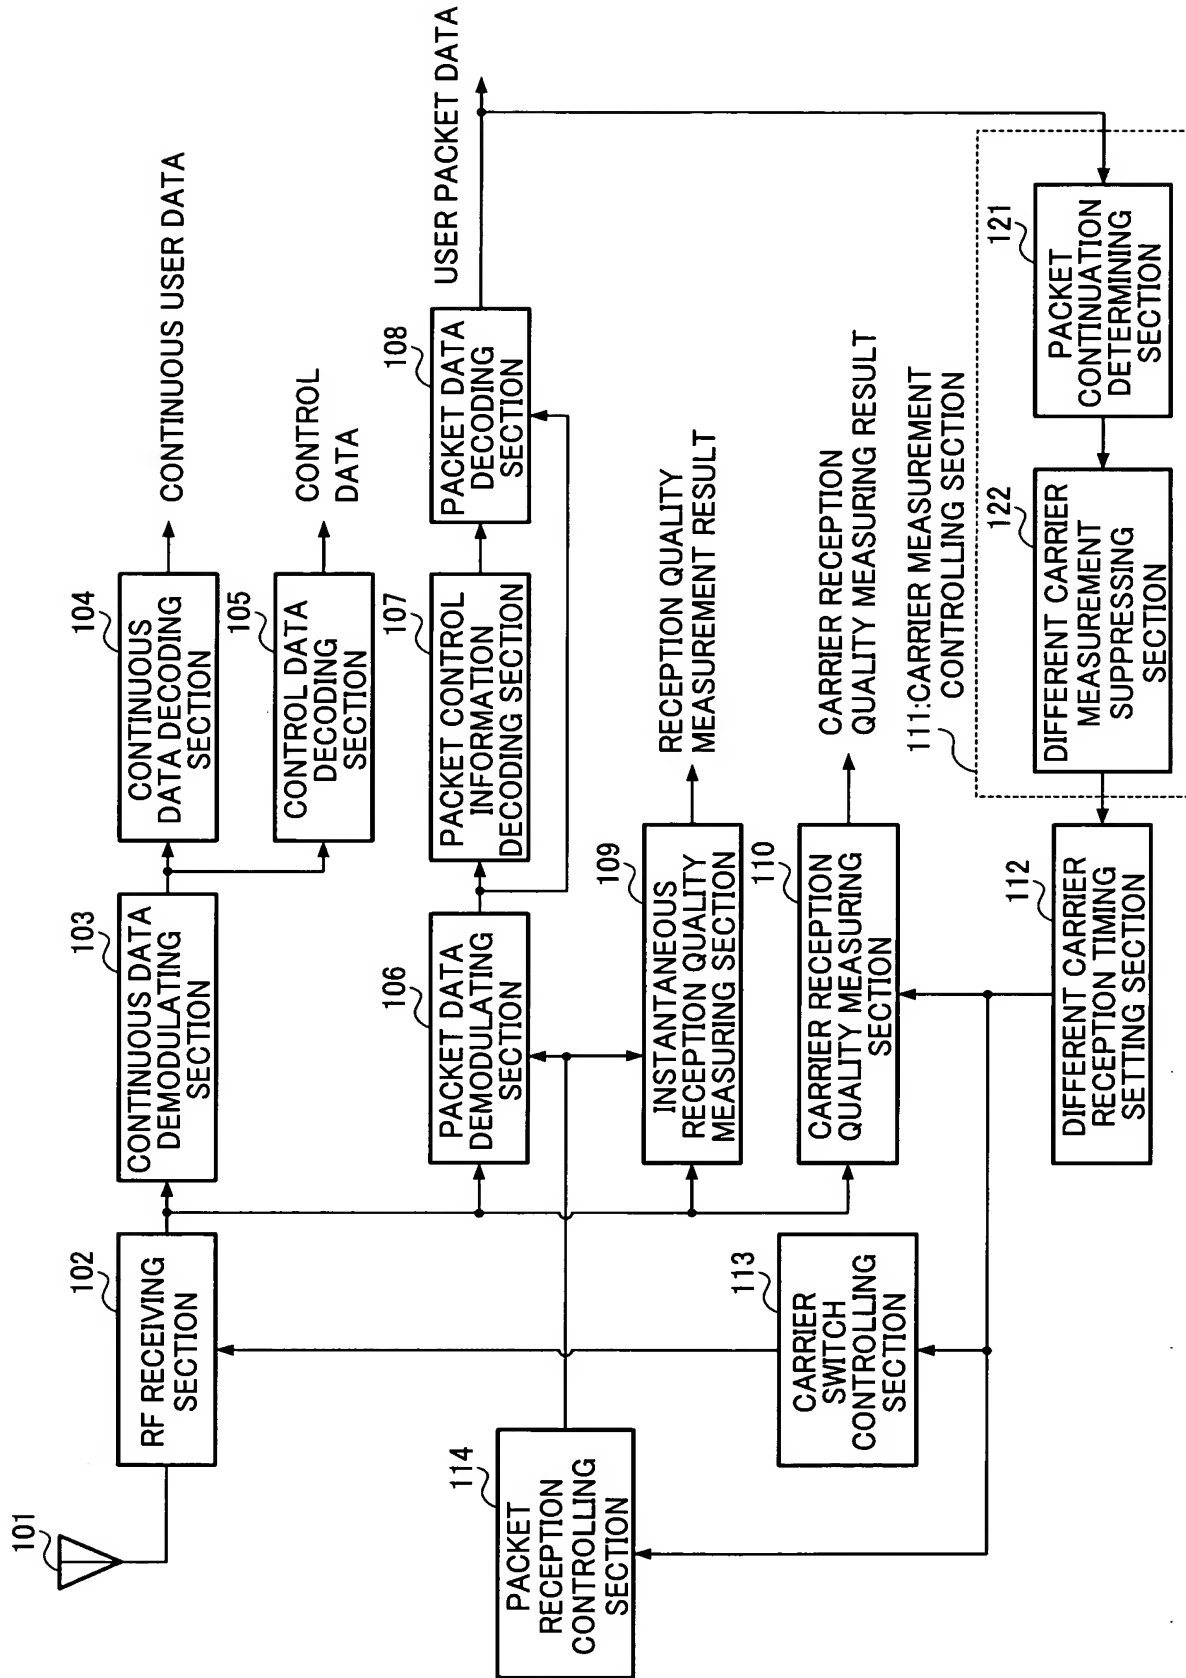 101
102
RF RECEIVING
SECTION
103
CONTINUOUS DATA
DEMODULATING
SECTION
104
CONTINUOUS
DATA DECODING
SECTION
CONTINUOUS USER DATA
105
CONTROL DATA
DECODING
SECTION
CONTROL
DATA
106
PACKET DATA
DEMODULATING
SECTION
107
PACKET CONTROL
INFORMATION
DECODING SECTION
108
PACKET DATA
DECODING
SECTION
USER PACKET DATA
114
PACKET
RECEPTION
CONTROLLING
SECTION
109
INSTANTANEOUS
RECEPTION QUALITY
MEASURING SECTION
RECEPTION QUALITY
MEASUREMENT RESULT
113
CARRIER
SWITCH
CONTROLLING
SECTION
110
CARRIER RECEPTION
QUALITY MEASURING
SECTION
CARRIER RECEPTION
QUALITY MEASURING RESULT
111:CARRIER MEASUREMENT
CONTROLLING SECTION
112
DIFFERENT CARRIER
RECEPTION TIMING
SETTING SECTION
122
DIFFERENT CARRIER
MEASUREMENT
SUPPRESSING
SECTION
121
PACKET
CONTINUATION
DETERMINING
SECTION